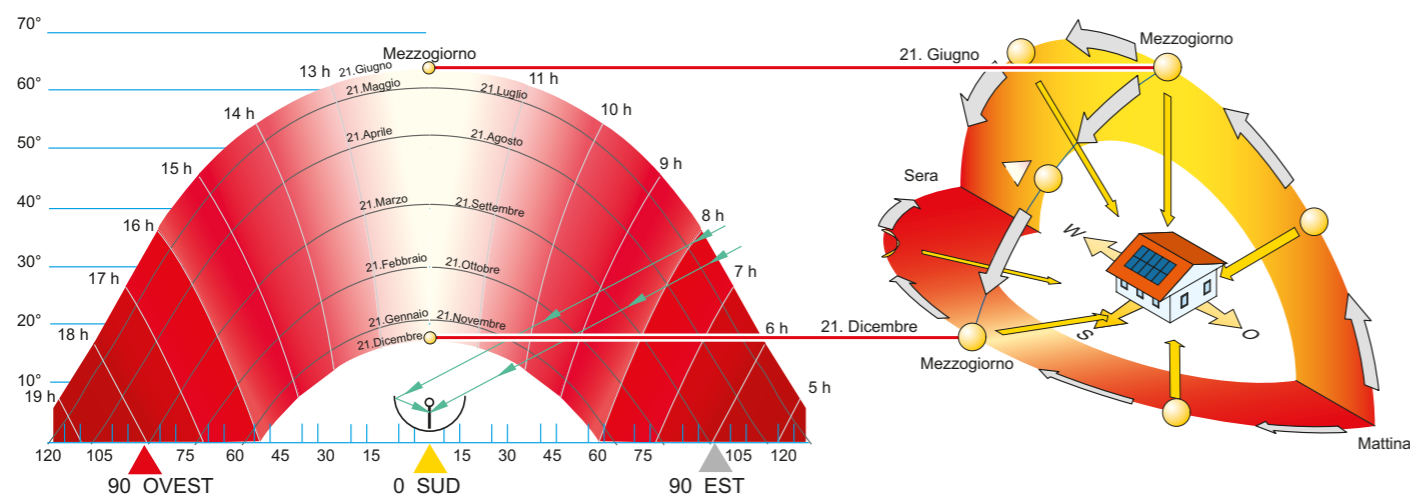 70°
60°
50°
40°
30°
20°
10°
Mezzogiorno
13 h
14 h
15 h
16 h
17 h
18 h
19 h
11 h
10 h
9 h
8 h
7 h
6 h
5 h
21.Giugno
21.Maggio
21.Luglio
21.Aprile
21.Agosto
21.Marzo
21.Settembre
21.Febbraio
21.Ottobre
21.Gennaio
21.Novembre
21.Dicembre
120 105 75 60 45 30 15 15 30 45 60 75 105 120
90 OVEST
0 SUD
90 EST
21. Giugno
21. Dicembre
Mezzogiorno
Sera
W
S
O
Mezzogiorno
Mattina